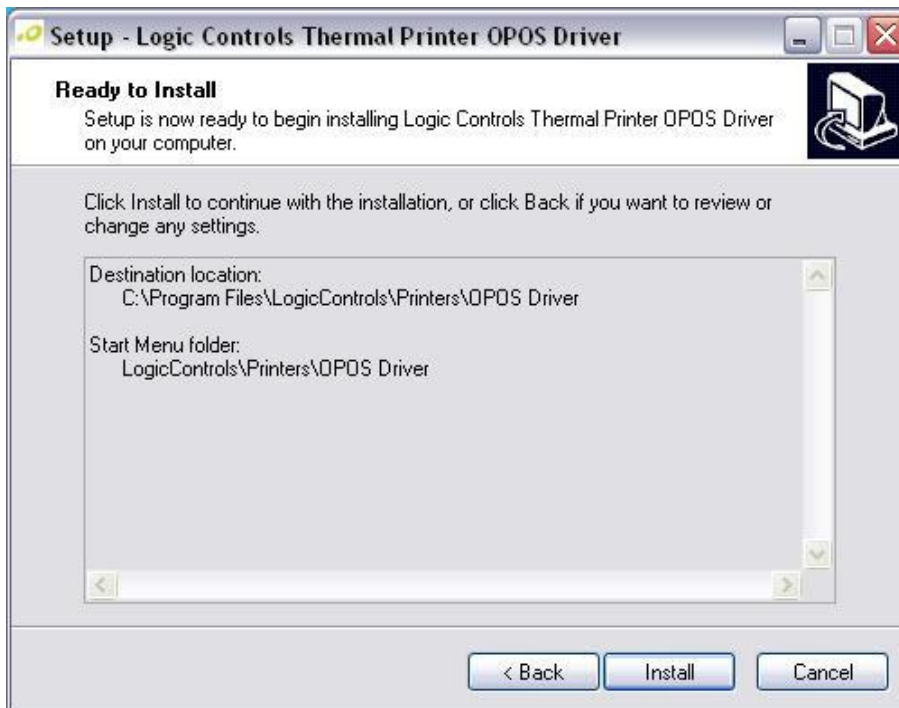 Setup - Logic Controls Thermal Printer OPOS Driver
Ready to Install
Setup is now ready to begin installing Logic Controls Thermal Printer OPOS Driver
on your computer.
Click Install to continue with the installation, or click Back if you want to review or
change any settings.
Destination location:
C:\Program Files\LogicControls\Printers\OPOS Driver
Start Menu folder:
LogicControls\Printers\OPOS Driver
< Back
Install
Cancel